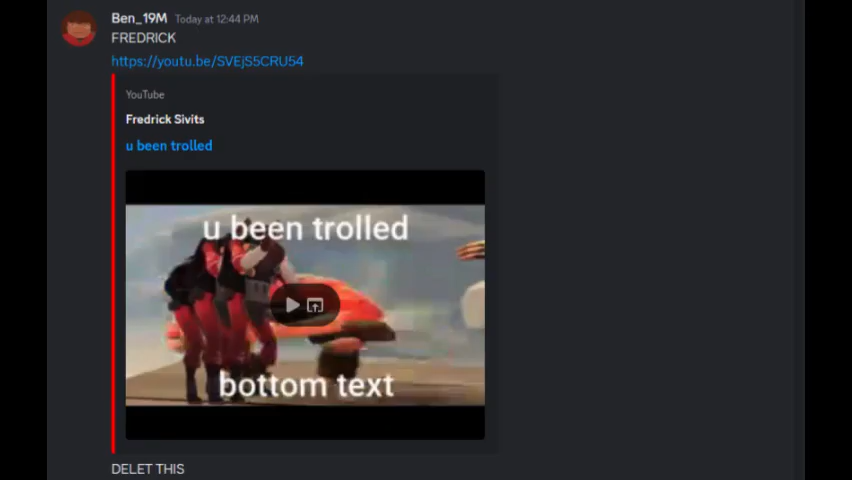 Ben_19M Today at 12:44 PM
FREDRICK
https://youtu.be/SVEjS5CRU54
YouTube
Fredrick Sivits
u been trolled
u been trolled
bottom text
DELET THIS